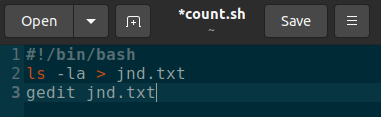 Open
*count.sh
~
Save
1 #!/bin/bash
2 ls -la > jnd.txt
3 gedit jnd.txt